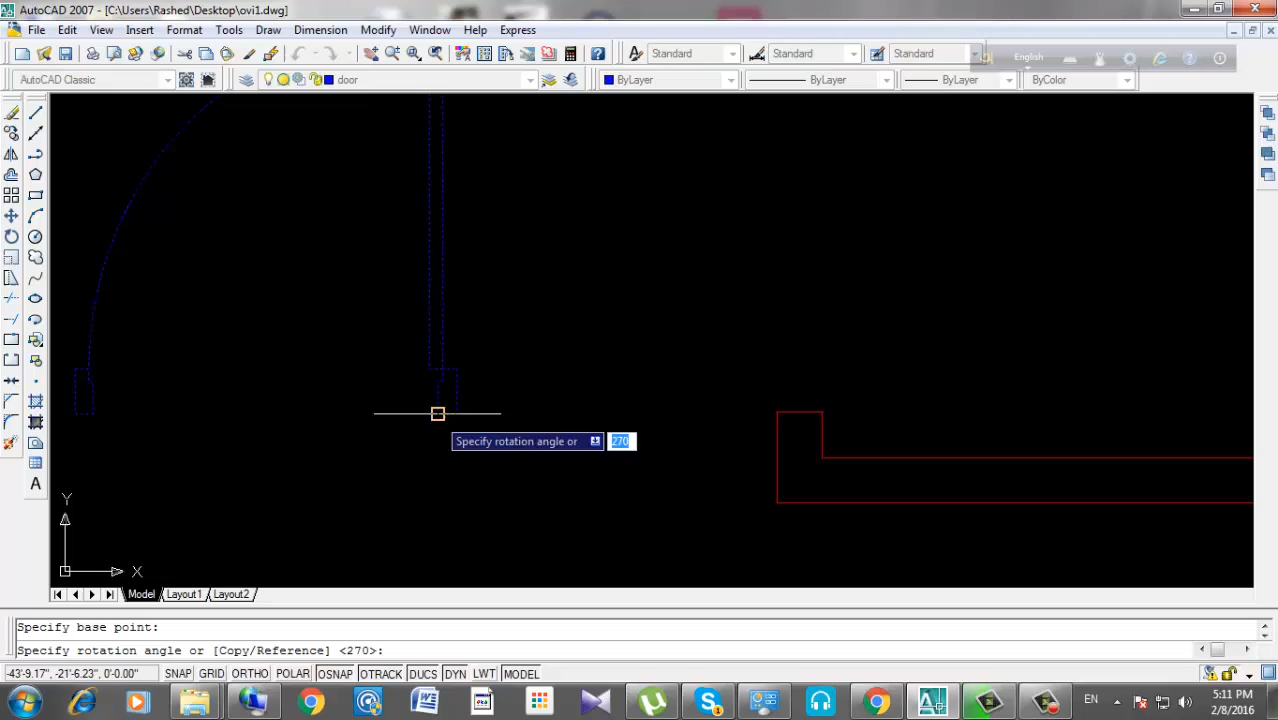 AutoCAD 2007 - [C:\Users\Rashed\Desktop\ovi1.dwg]
File Edit View Insert Format Tools Draw Dimension Modify Window Help Express
Standard Standard Standard English
AutoCAD Classic door ByLayer ByLayer ByLayer ByColor
Specify rotation angle or 270
Y
X
A
Model Layout1 Layout2
Specify base point:
Specify rotation angle or [Copy/Reference] <270>:
-43'-9.17", -21'-6.23", 0'-0.00" SNAP GRID ORTHO POLAR OSNAP OTRACK DUCS DYN LWT MODEL
EN 5:11 PM
2/8/2016